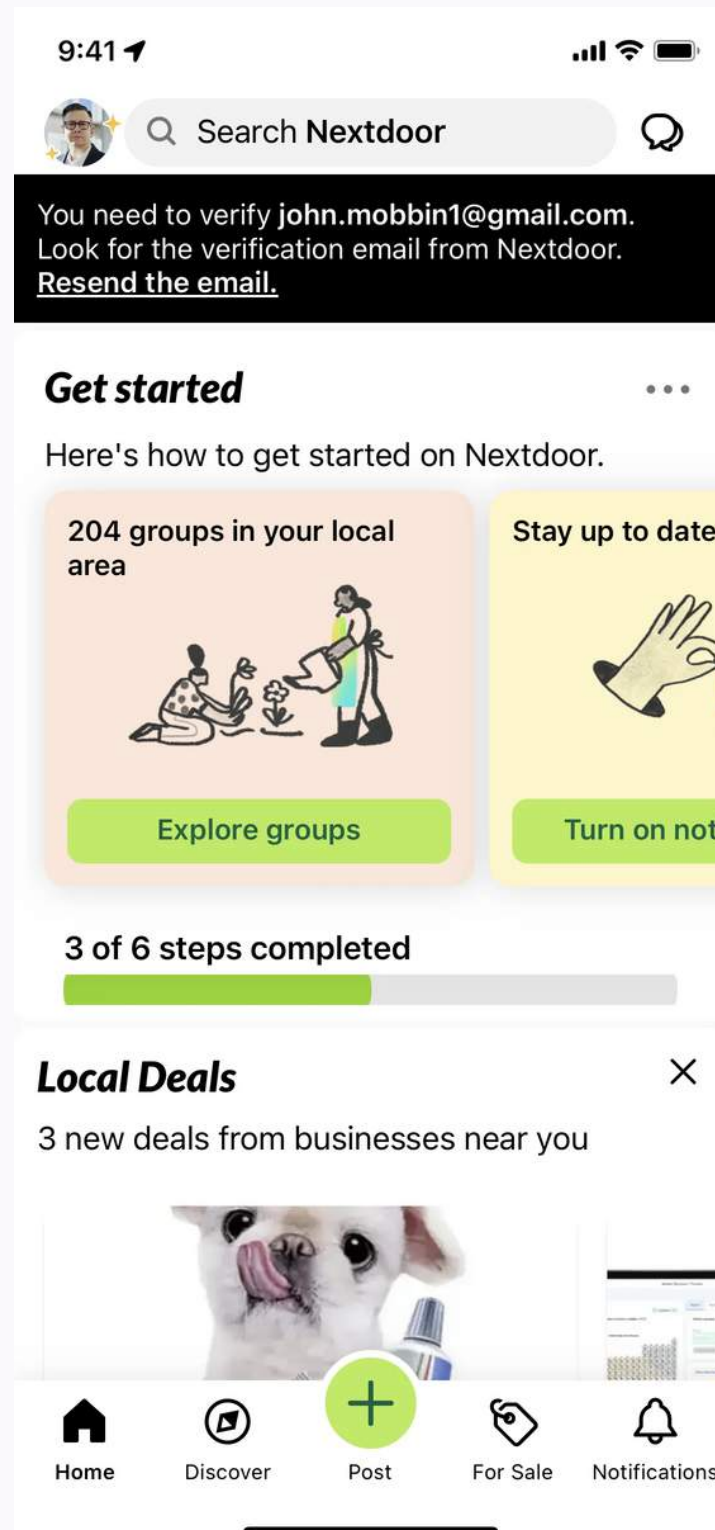 9:41
Search Nextdoor
You need to verify john.mobbin1@gmail.com.
Look for the verification email from Nextdoor.
Resend the email.
Get started
Here's how to get started on Nextdoor.
204 groups in your local
area
Stay up to date
Explore groups
Turn on not
3 of 6 steps completed
Local Deals
3 new deals from businesses near you
Home
Discover
Post
For Sale
Notifications